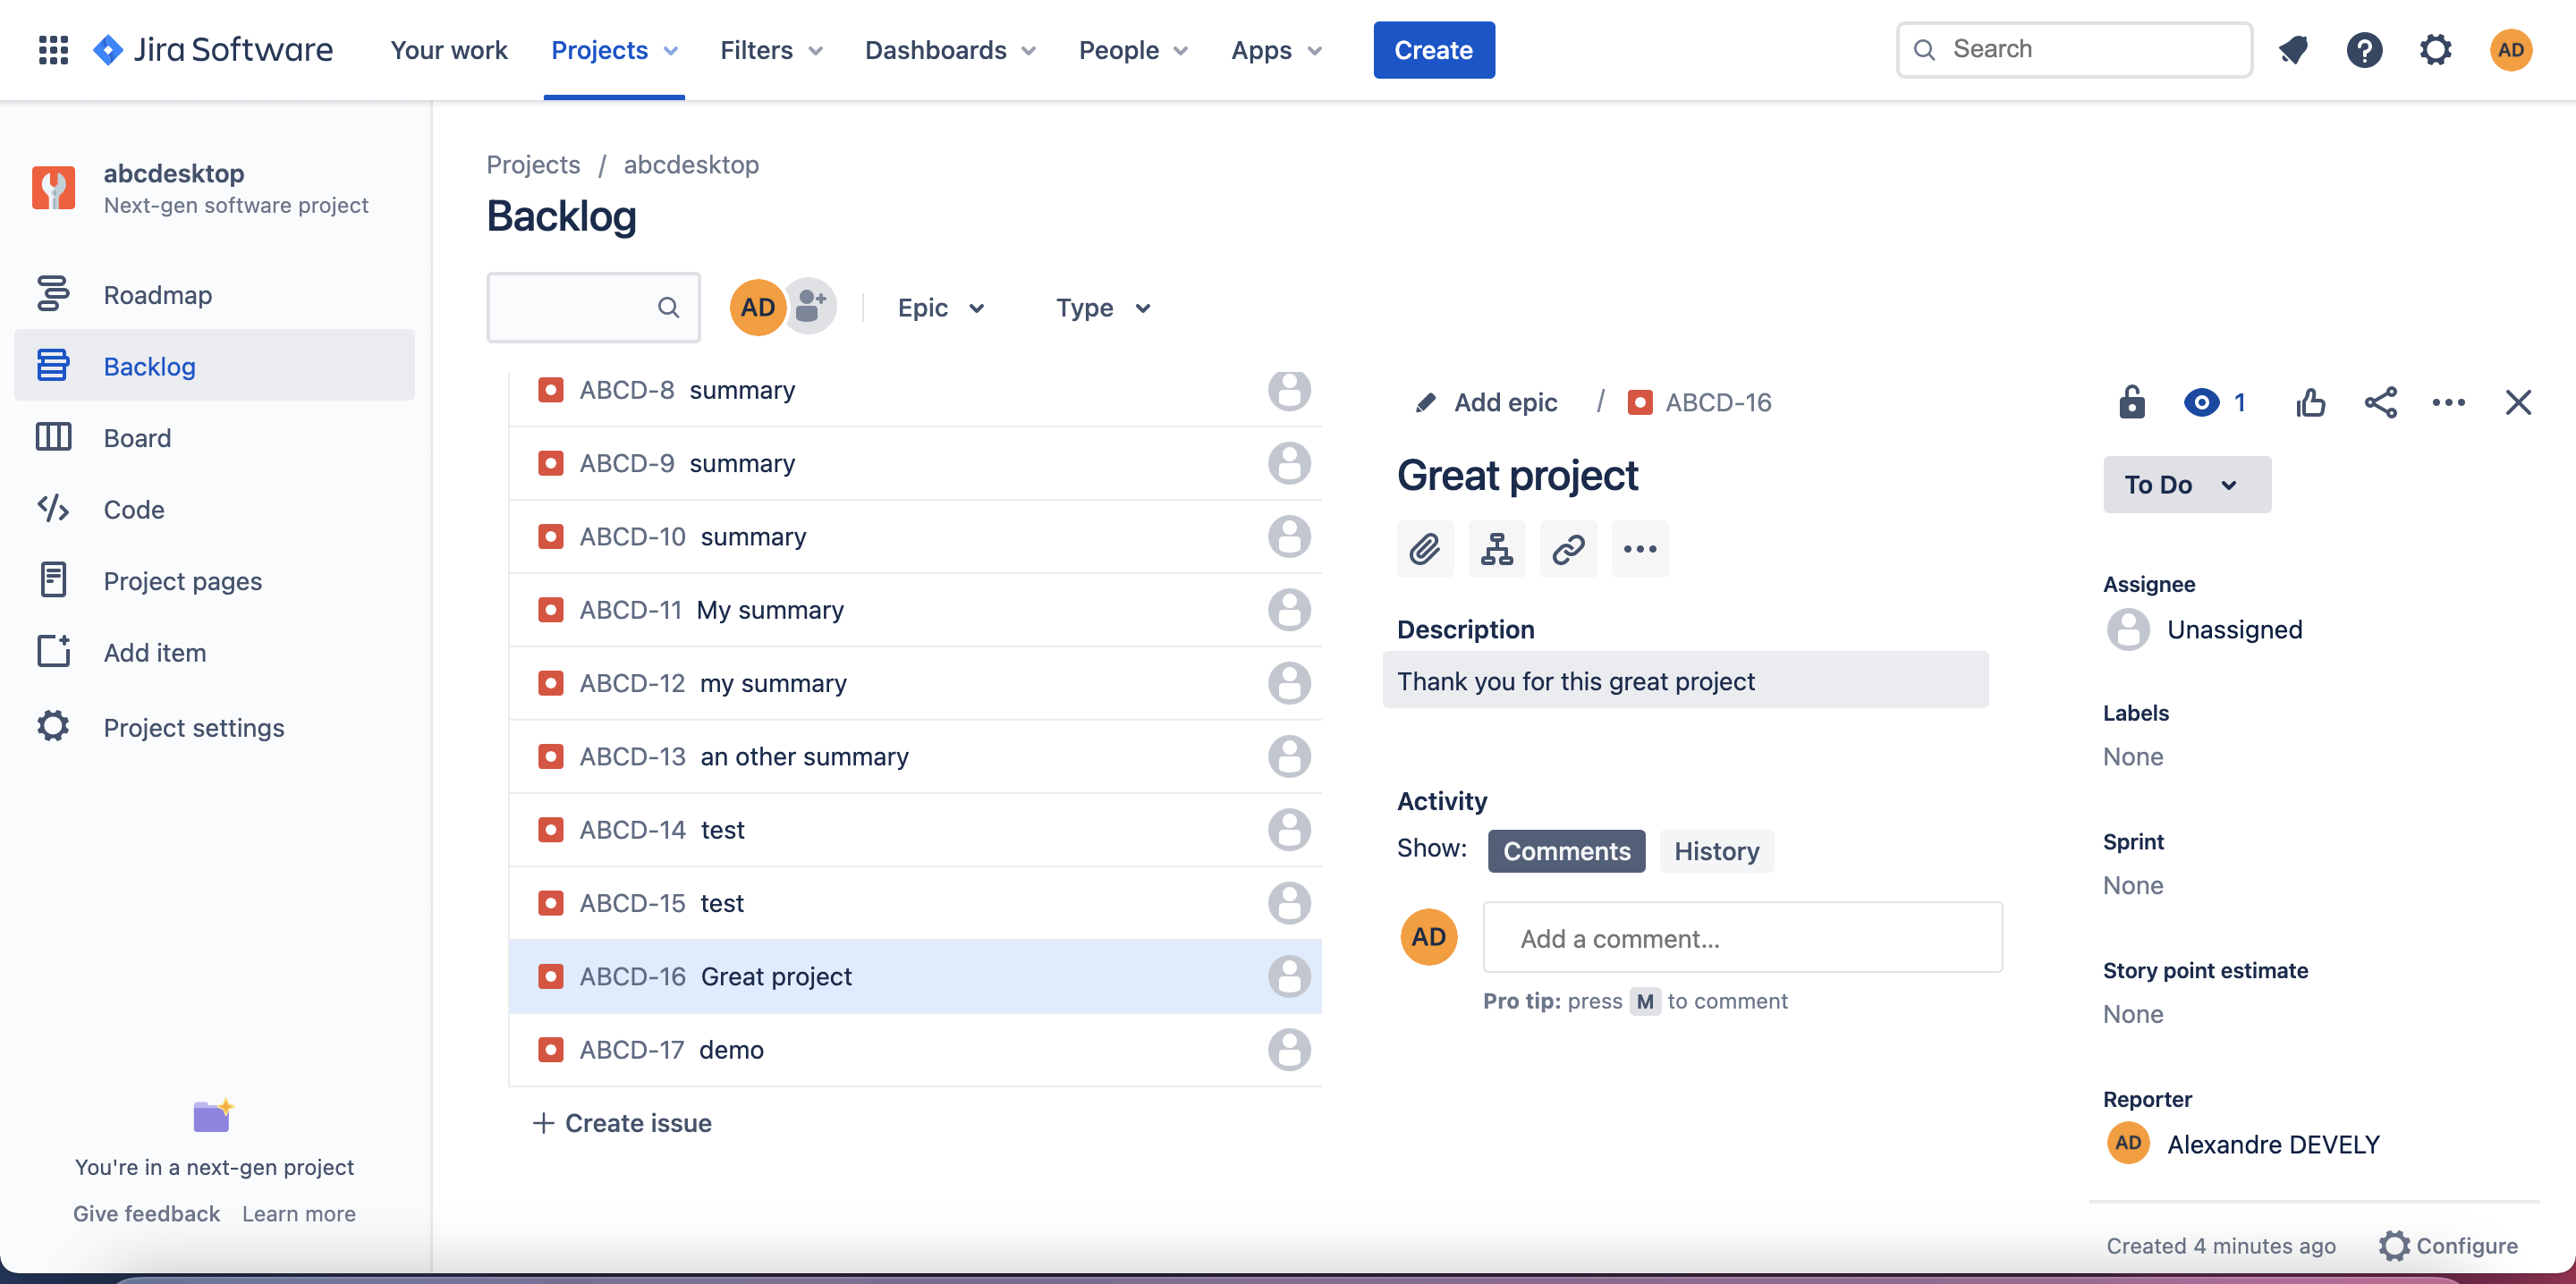 Jira Software Your work Projects Filters Dashboards People Apps Create Search AD
abcdesktop
Next-gen software project
Roadmap
Backlog
Board
Code
Project pages
Add item
Project settings
You're in a next-gen project
Give feedback Learn more
Projects / abcdesktop
Backlog
AD Epic Type
ABCD-8 summary
ABCD-9 summary
ABCD-10 summary
ABCD-11 My summary
ABCD-12 my summary
ABCD-13 an other summary
ABCD-14 test
ABCD-15 test
ABCD-16 Great project
ABCD-17 demo
+ Create issue
Add epic / ABCD-16
Great project
Description
Thank you for this great project
Activity
Show: Comments History
AD Add a comment...
Pro tip: press M to comment
1
To Do
Assignee
Unassigned
Labels
None
Sprint
None
Story point estimate
None
Reporter
AD Alexandre DEVELY
Created 4 minutes ago Configure